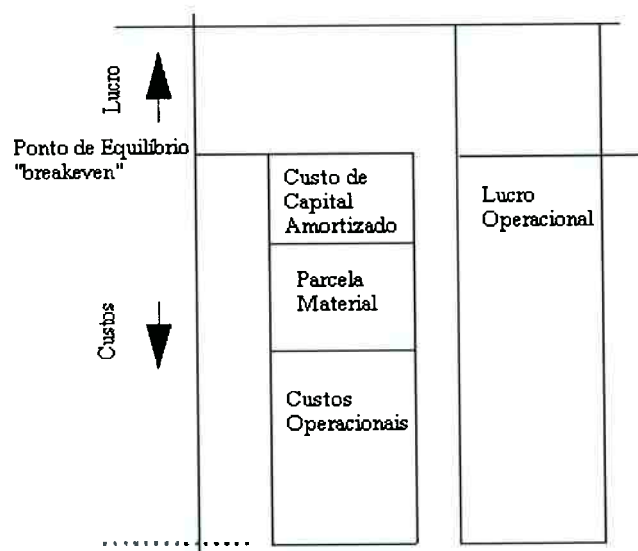 Lucro
Ponto de Equilíbrio
"breakeven"
Custo de
Capital
Amortizado
Lucro
Operacional
Parcela
Material
Custos
Custos
Operacionais